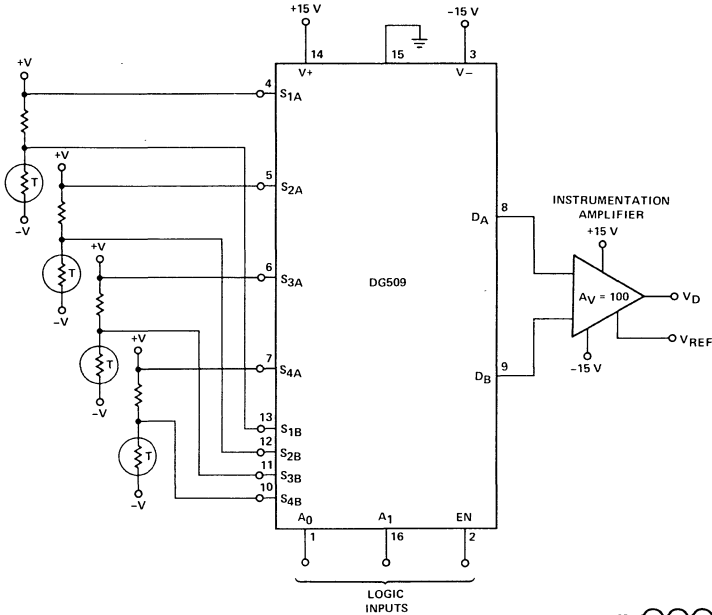 +15 V
-15 V
14
15
3
V+
V-
+V
4
S1A
T
-V
+V
5
S2A
T
-V
+V
6
S3A
T
-V
+V
7
S4A
T
-V
13
S1B
12
S2B
11
S3B
10
S4B
DG509
DA
8
DB
9
INSTRUMENTATION
AMPLIFIER
+15 V
AV = 100
VD
VREF
-15 V
A0
A1
EN
1
16
2
LOGIC
INPUTS